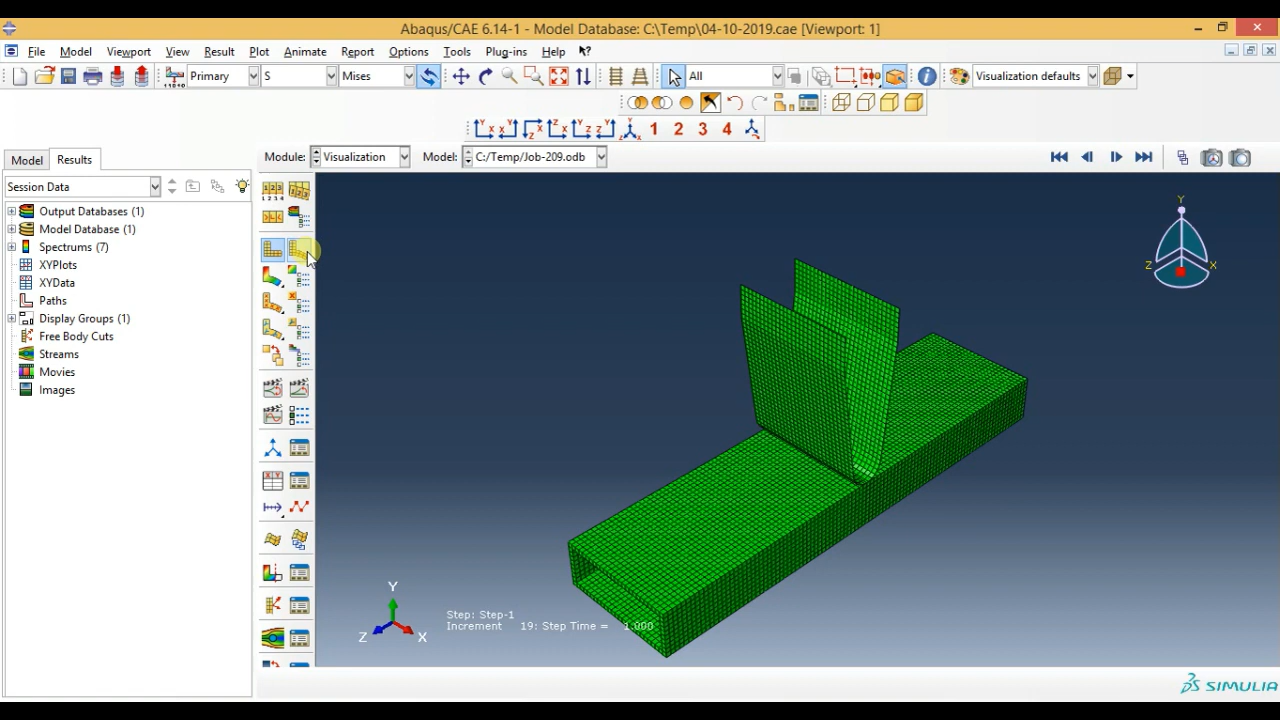 Abaqus/CAE 6.14-1 - Model Database: C:\Temp\04-10-2019.cae [Viewport: 1]
File Model Viewport View Result Plot Animate Report Options Tools Plug-ins Help
Primary S Mises All Visualization defaults
1 2 3 4
Model Results Module: Visualization Model: C:/Temp/Job-209.odb
Session Data
Output Databases (1)
Model Database (1)
Spectrums (7)
XYPlots
XYData
Paths
Display Groups (1)
Free Body Cuts
Streams
Movies
Images
Y
Z X
Y
Z X
Step: Step-1
Increment 19: Step Time = 1.000
SIMULIA